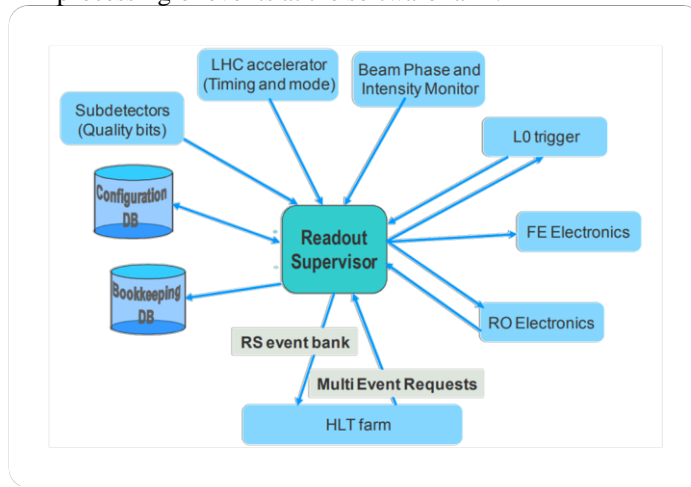 LHC accelerator
(Timing and mode)
Beam Phase and
Intensity Monitor
Subdetectors
(Quality bits)
L0 trigger
Configuration
DB
FE Electronics
Readout
Supervisor
Bookkeeping
DB
RO Electronics
RS event bank
Multi Event Requests
HLT farm